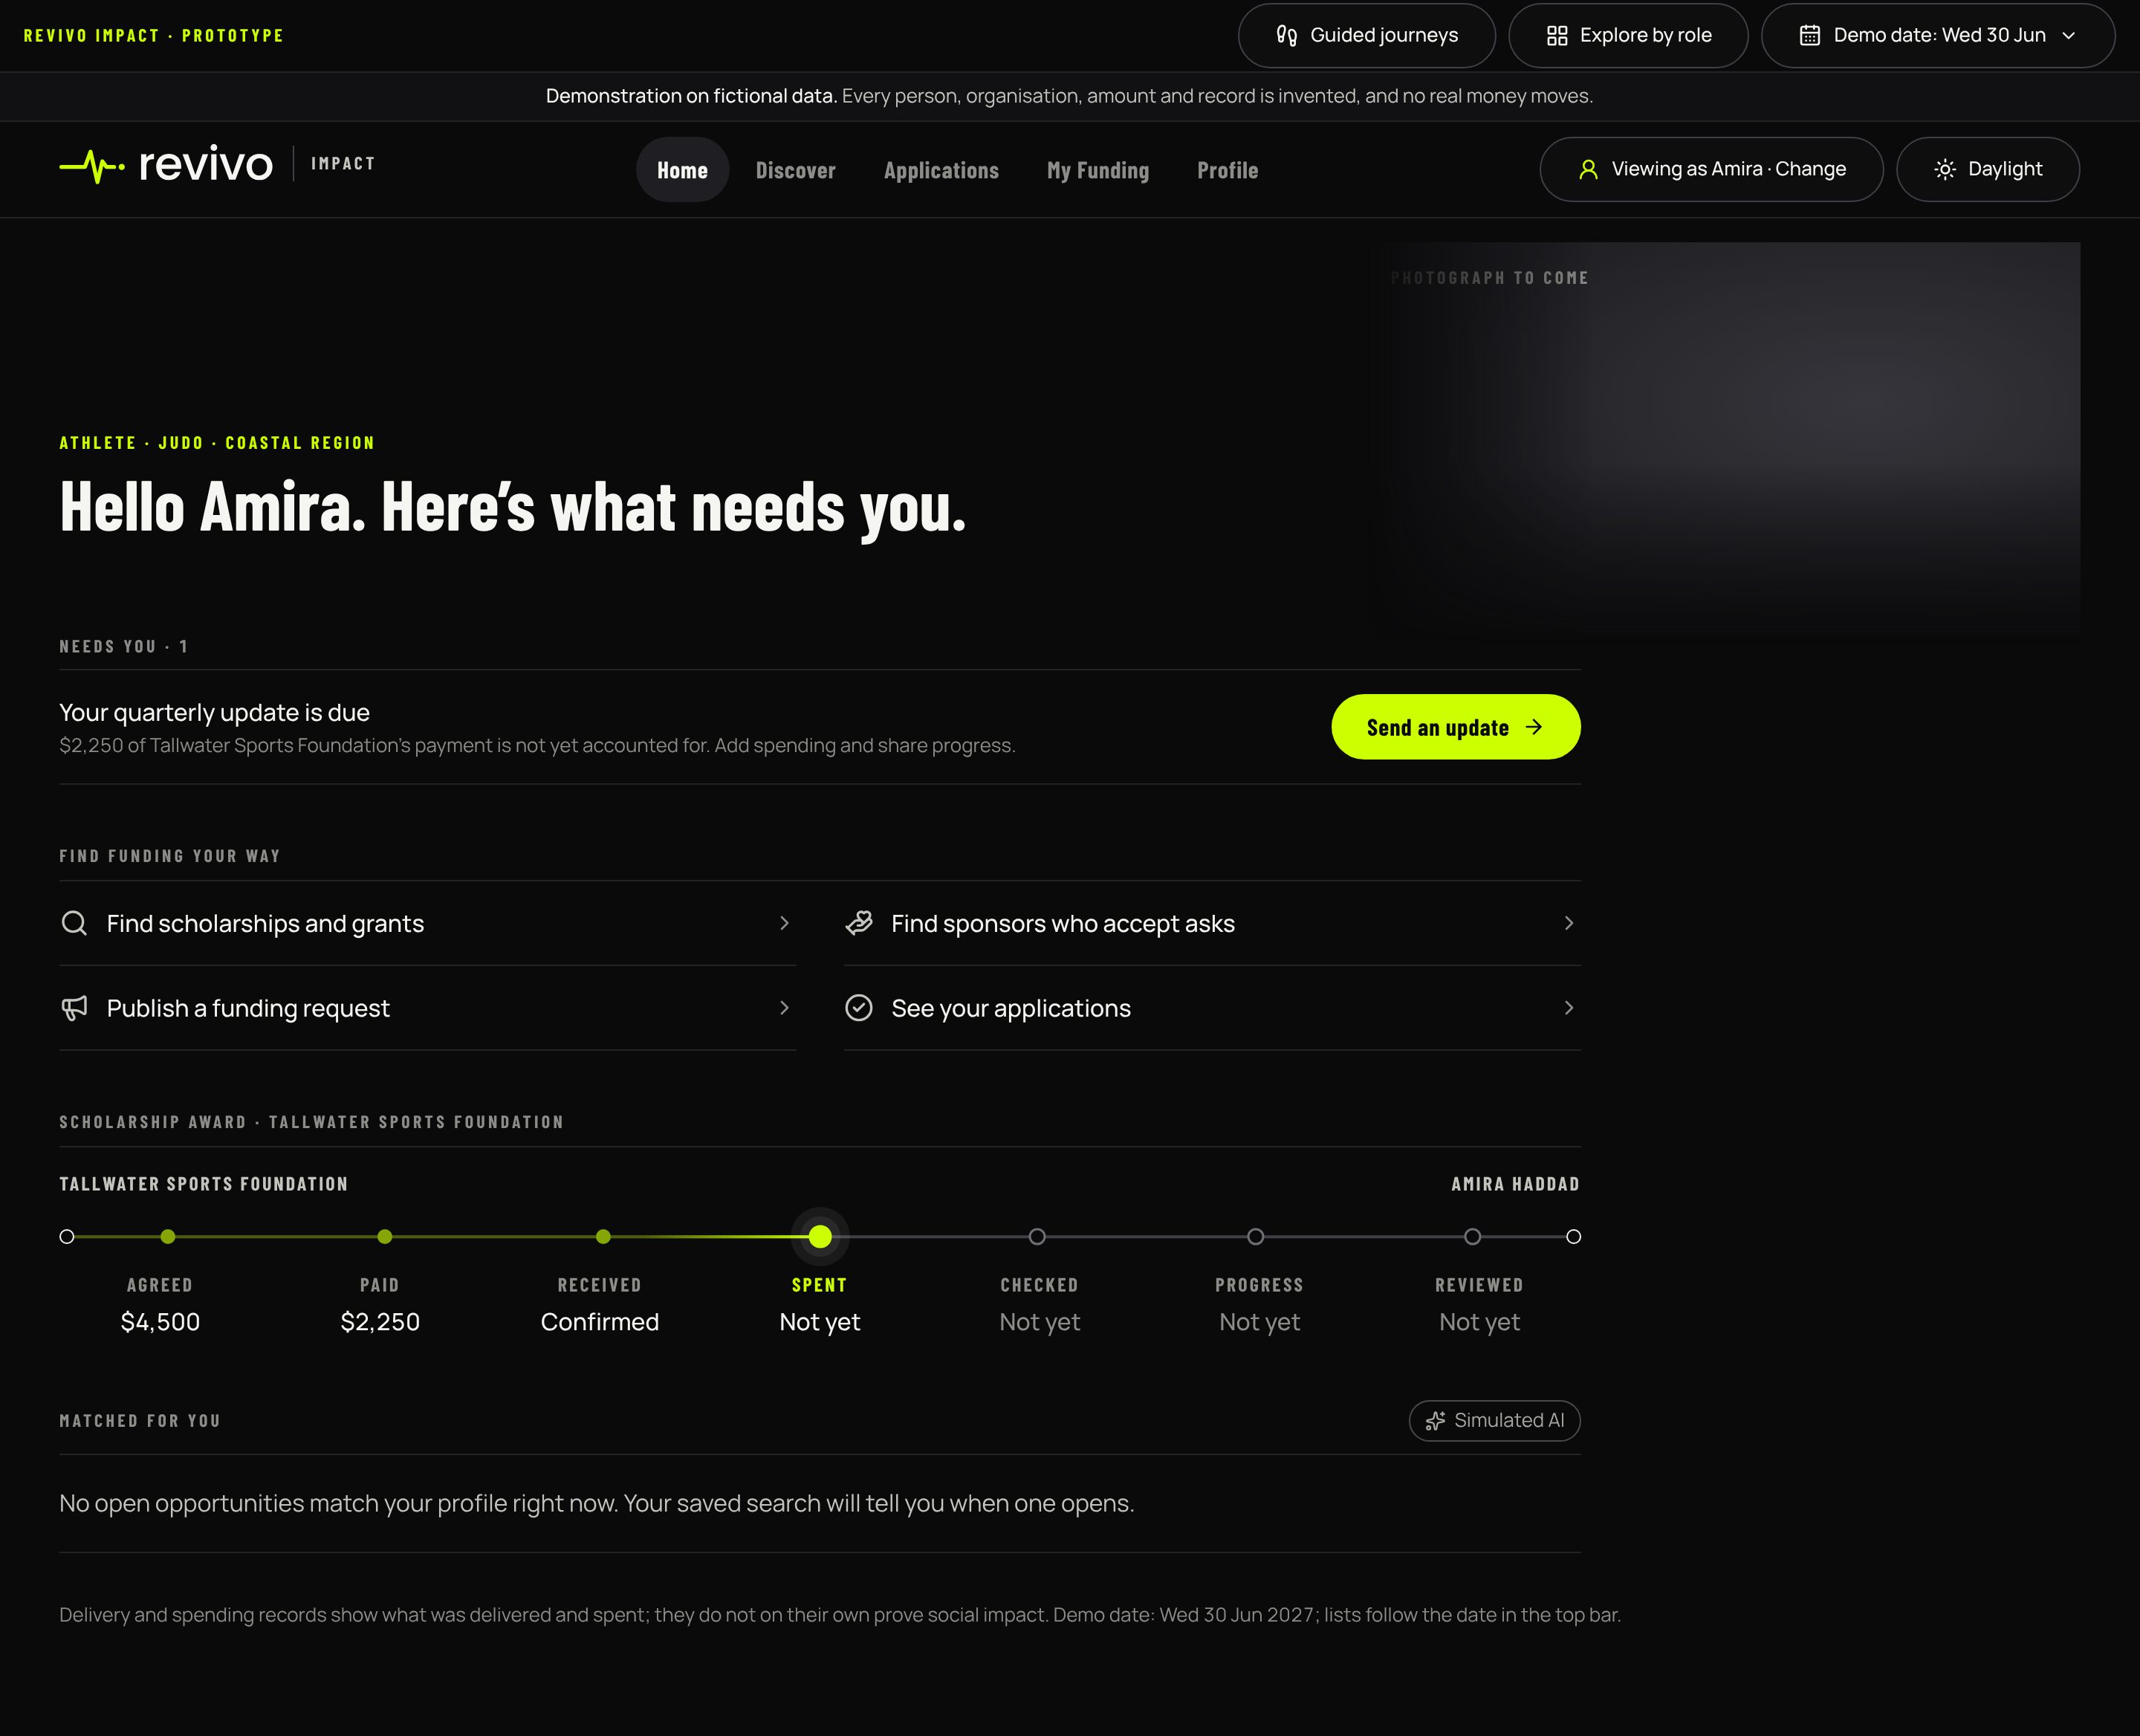 REVIVO IMPACT · PROTOTYPE
Guided journeys
Explore by role
Demo date: Wed 30 Jun
Demonstration on fictional data. Every person, organisation, amount and record is invented, and no real money moves.
revivo
IMPACT
Home
Discover
Applications
My Funding
Profile
Viewing as Amira · Change
Daylight
PHOTOGRAPH TO COME
ATHLETE · JUDO · COASTAL REGION
Hello Amira. Here’s what needs you.
NEEDS YOU · 1
Your quarterly update is due
$2,250 of Tallwater Sports Foundation’s payment is not yet accounted for. Add spending and share progress.
Send an update
FIND FUNDING YOUR WAY
Find scholarships and grants
Find sponsors who accept asks
Publish a funding request
See your applications
SCHOLARSHIP AWARD · TALLWATER SPORTS FOUNDATION
TALLWATER SPORTS FOUNDATION
AMIRA HADDAD
AGREED
PAID
RECEIVED
SPENT
CHECKED
PROGRESS
REVIEWED
$4,500
$2,250
Confirmed
Not yet
Not yet
Not yet
Not yet
MATCHED FOR YOU
Simulated AI
No open opportunities match your profile right now. Your saved search will tell you when one opens.
Delivery and spending records show what was delivered and spent; they do not on their own prove social impact. Demo date: Wed 30 Jun 2027; lists follow the date in the top bar.